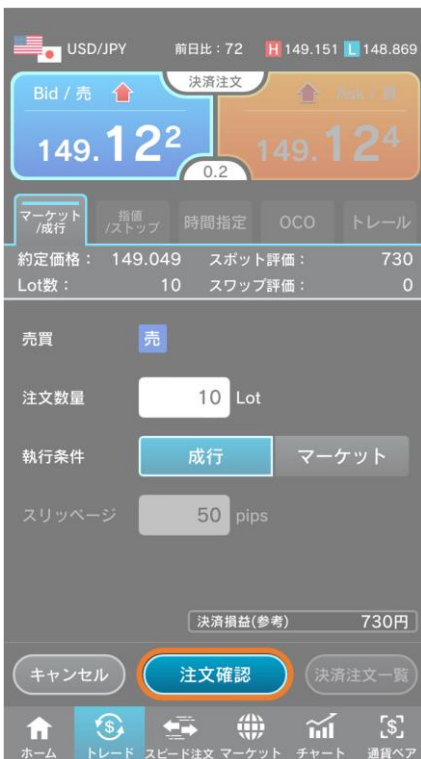 USD/JPY 前日比：72 H 149.151 L 148.869
決済注文
Bid / 売 Ask / 買
149.12² 149.12⁴
0.2
マーケット/成行 指値/ストップ 時間指定 OCO トレール
約定価格： 149.049 スポット評価： 730
Lot数： 10 スワップ評価： 0
売買 売
注文数量 10 Lot
執行条件 成行 マーケット
スリッページ 50 pips
決済損益(参考) 730円
キャンセル 注文確認 決済注文一覧
ホーム トレード スピード注文 マーケット チャート 通貨ペア